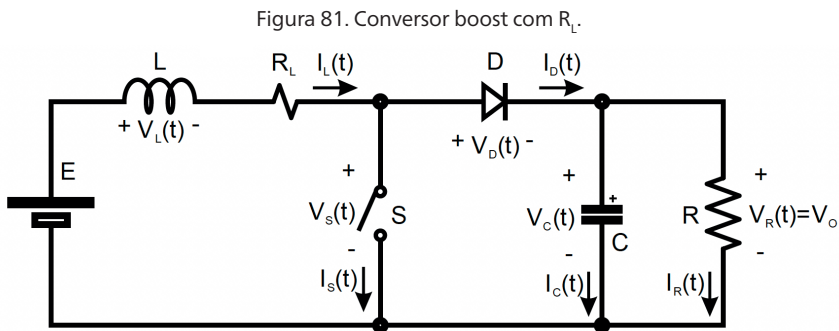 Figura 81. Conversor boost com R_L.
L
R_L I_L(t)
D
I_D(t)
+ V_L(t) -
+ V_D(t) -
E
+
V_S(t)
S
-
I_S(t)
+
+
V_C(t)
C
-
I_C(t)
+
R
V_R(t)=V_O
-
I_R(t)